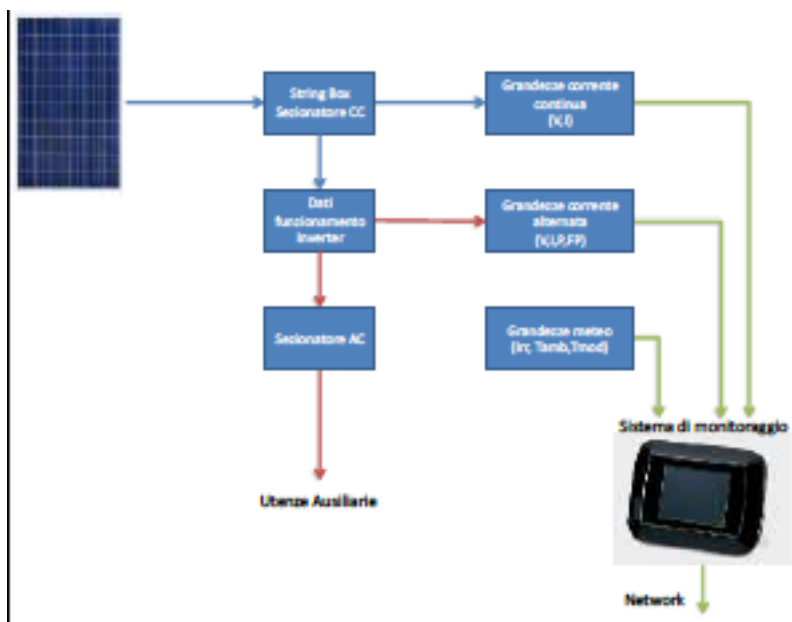 String Box
Sezionatore CC
Grandezze corrente
continua
(V,I)
Dati
funzionamento
inverter
Grandezze corrente
alternata
(V,I,P,FP)
Sezionatore AC
Grandezze meteo
(Irr, Tamb,Tmod)
Sistema di monitoraggio
Utenze Ausiliarie
Network